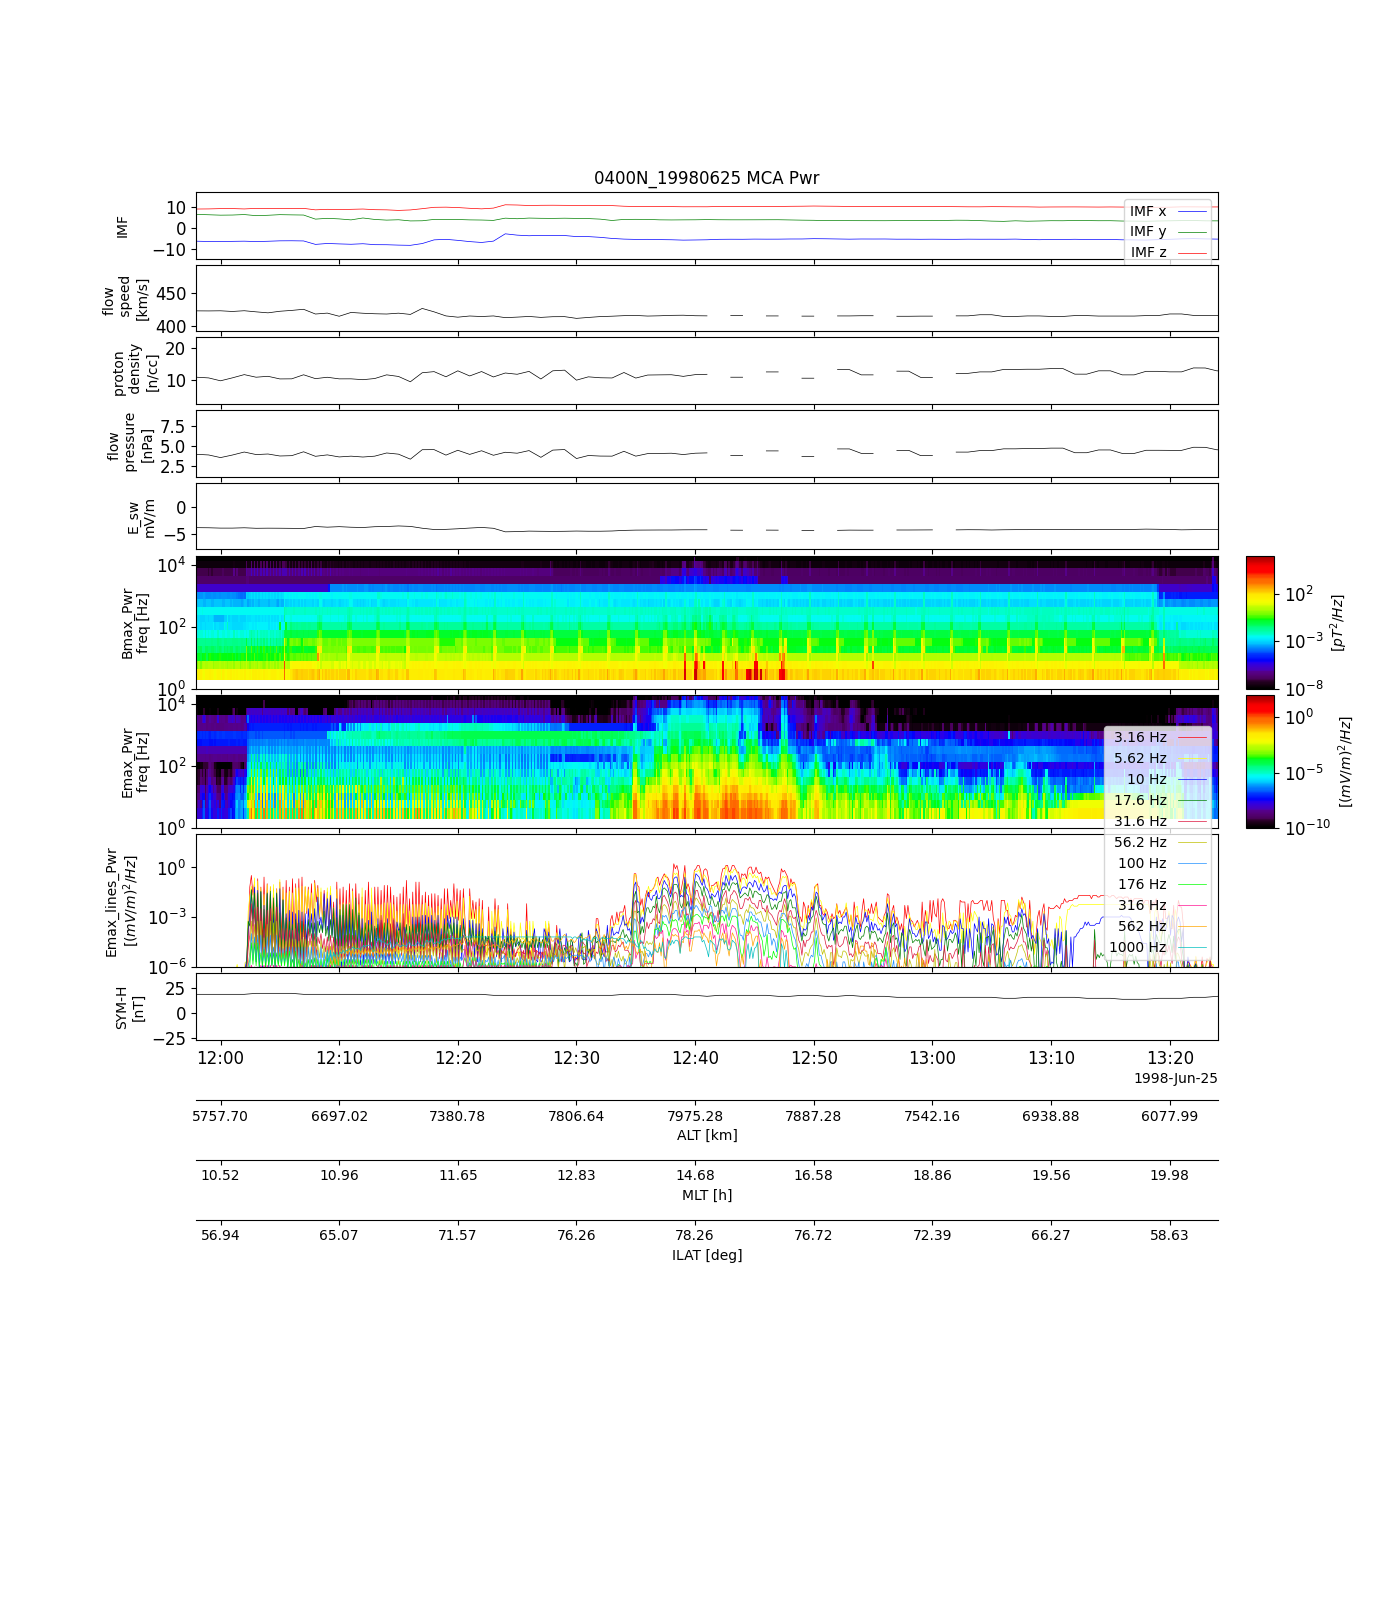 0400N_19980625 MCA Pwr
IMF
10
0
−10
IMF x
IMF y
IMF z
flow
speed
[km/s]
450
400
proton
density
[n/cc]
20
10
flow
pressure
[nPa]
7.5
5.0
2.5
E_sw
mV/m
0
−5
Bmax_Pwr
freq [Hz]
10^4
10^2
10^0
10^2
10^−3
10^−8
[pT^2/Hz]
Emax_Pwr
freq [Hz]
10^4
10^2
10^0
10^0
10^−5
10^−10
[(mV/m)^2/Hz]
3.16 Hz
5.62 Hz
10 Hz
17.6 Hz
31.6 Hz
56.2 Hz
100 Hz
176 Hz
316 Hz
562 Hz
1000 Hz
Emax_lines_Pwr
[(mV/m)^2/Hz]
10^0
10^−3
10^−6
SYM-H
[nT]
25
0
−25
12:00 12:10 12:20 12:30 12:40 12:50 13:00 13:10 13:20
1998-Jun-25
5757.70 6697.02 7380.78 7806.64 7975.28 7887.28 7542.16 6938.88 6077.99
ALT [km]
10.52 10.96 11.65 12.83 14.68 16.58 18.86 19.56 19.98
MLT [h]
56.94 65.07 71.57 76.26 78.26 76.72 72.39 66.27 58.63
ILAT [deg]